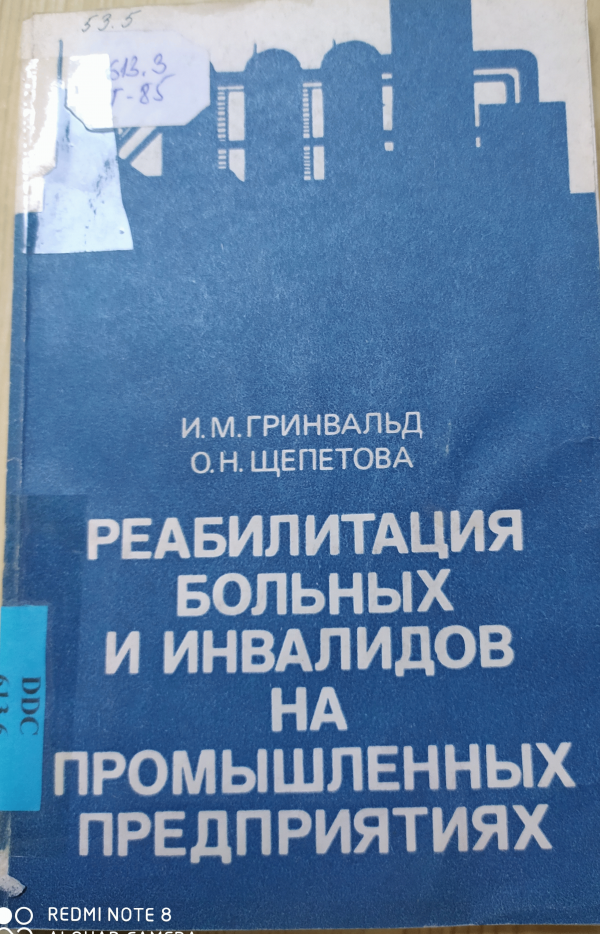 53.5
613.3
Г-85
И.М.ГРИНВАЛЬД
О.Н.ЩЕПЕТОВА
РЕАБИЛИТАЦИЯ
БОЛЬНЫХ
И ИНВАЛИДОВ
НА
ПРОМЫШЛЕННЫХ
ПРЕДПРИЯТИЯХ
DDC
REDMI NOTE 8